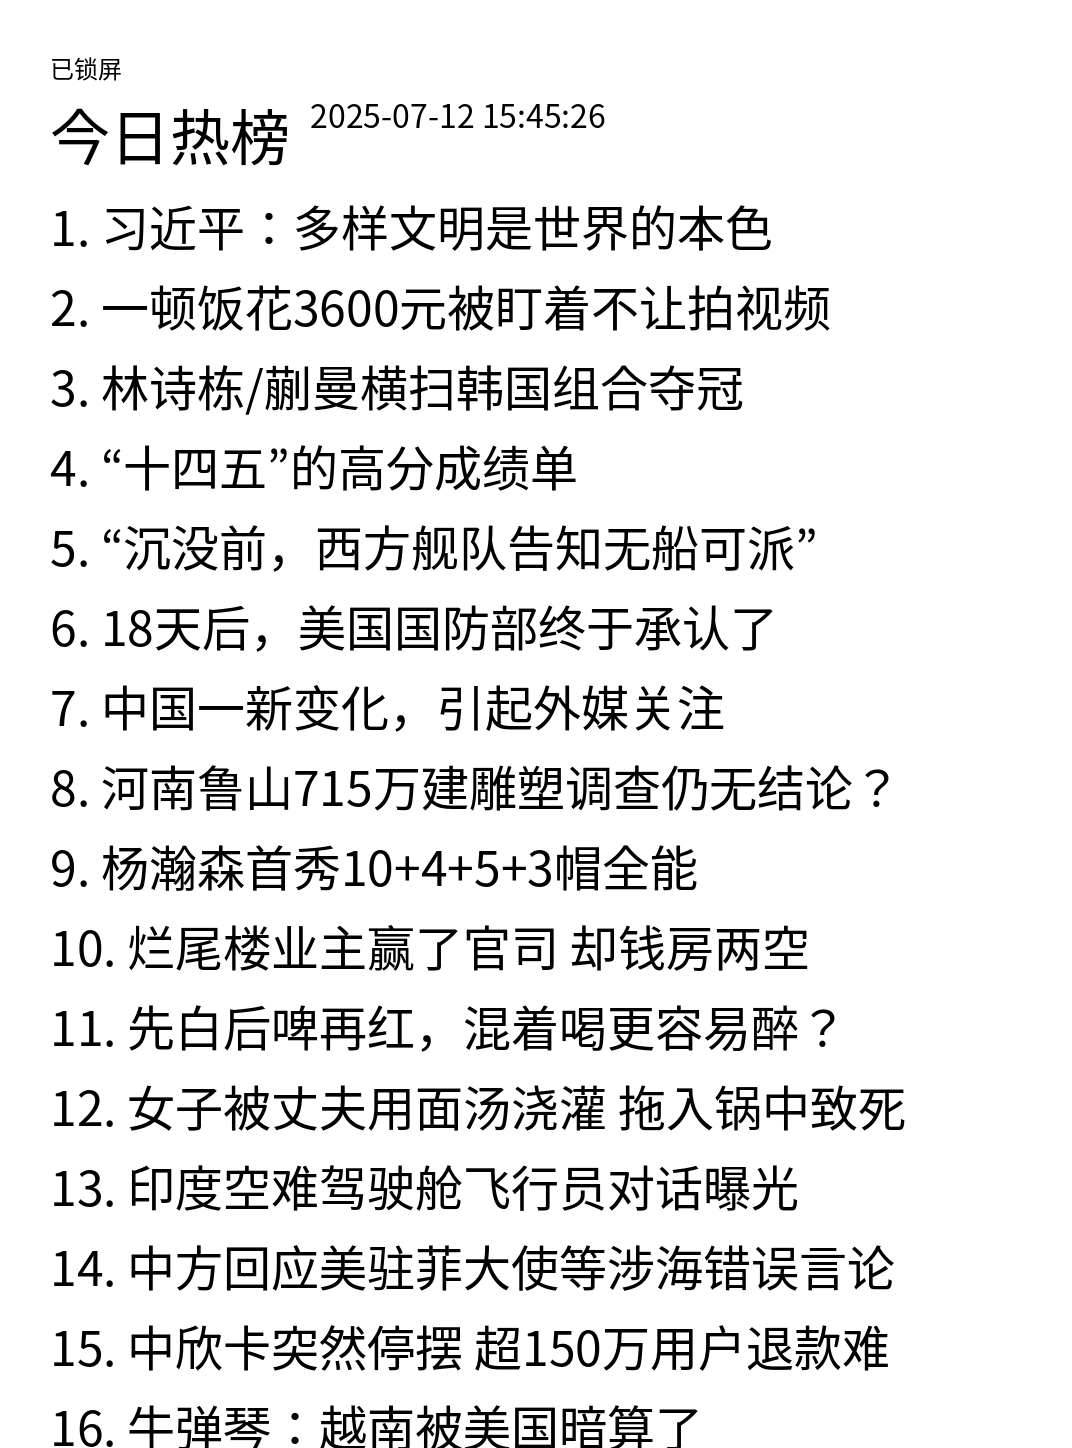 已锁屏
今日热榜 2025-07-12 15:45:26
1. 习近平：多样文明是世界的本色
2. 一顿饭花3600元被盯着不让拍视频
3. 林诗栋/蒯曼横扫韩国组合夺冠
4. “十四五”的高分成绩单
5. “沉没前，西方舰队告知无船可派”
6. 18天后，美国国防部终于承认了
7. 中国一新变化，引起外媒关注
8. 河南鲁山715万建雕塑调查仍无结论？
9. 杨瀚森首秀10+4+5+3帽全能
10. 烂尾楼业主赢了官司 却钱房两空
11. 先白后啤再红，混着喝更容易醉？
12. 女子被丈夫用面汤浇灌 拖入锅中致死
13. 印度空难驾驶舱飞行员对话曝光
14. 中方回应美驻菲大使等涉海错误言论
15. 中欣卡突然停摆 超150万用户退款难
16. 牛弹琴：越南被美国暗算了